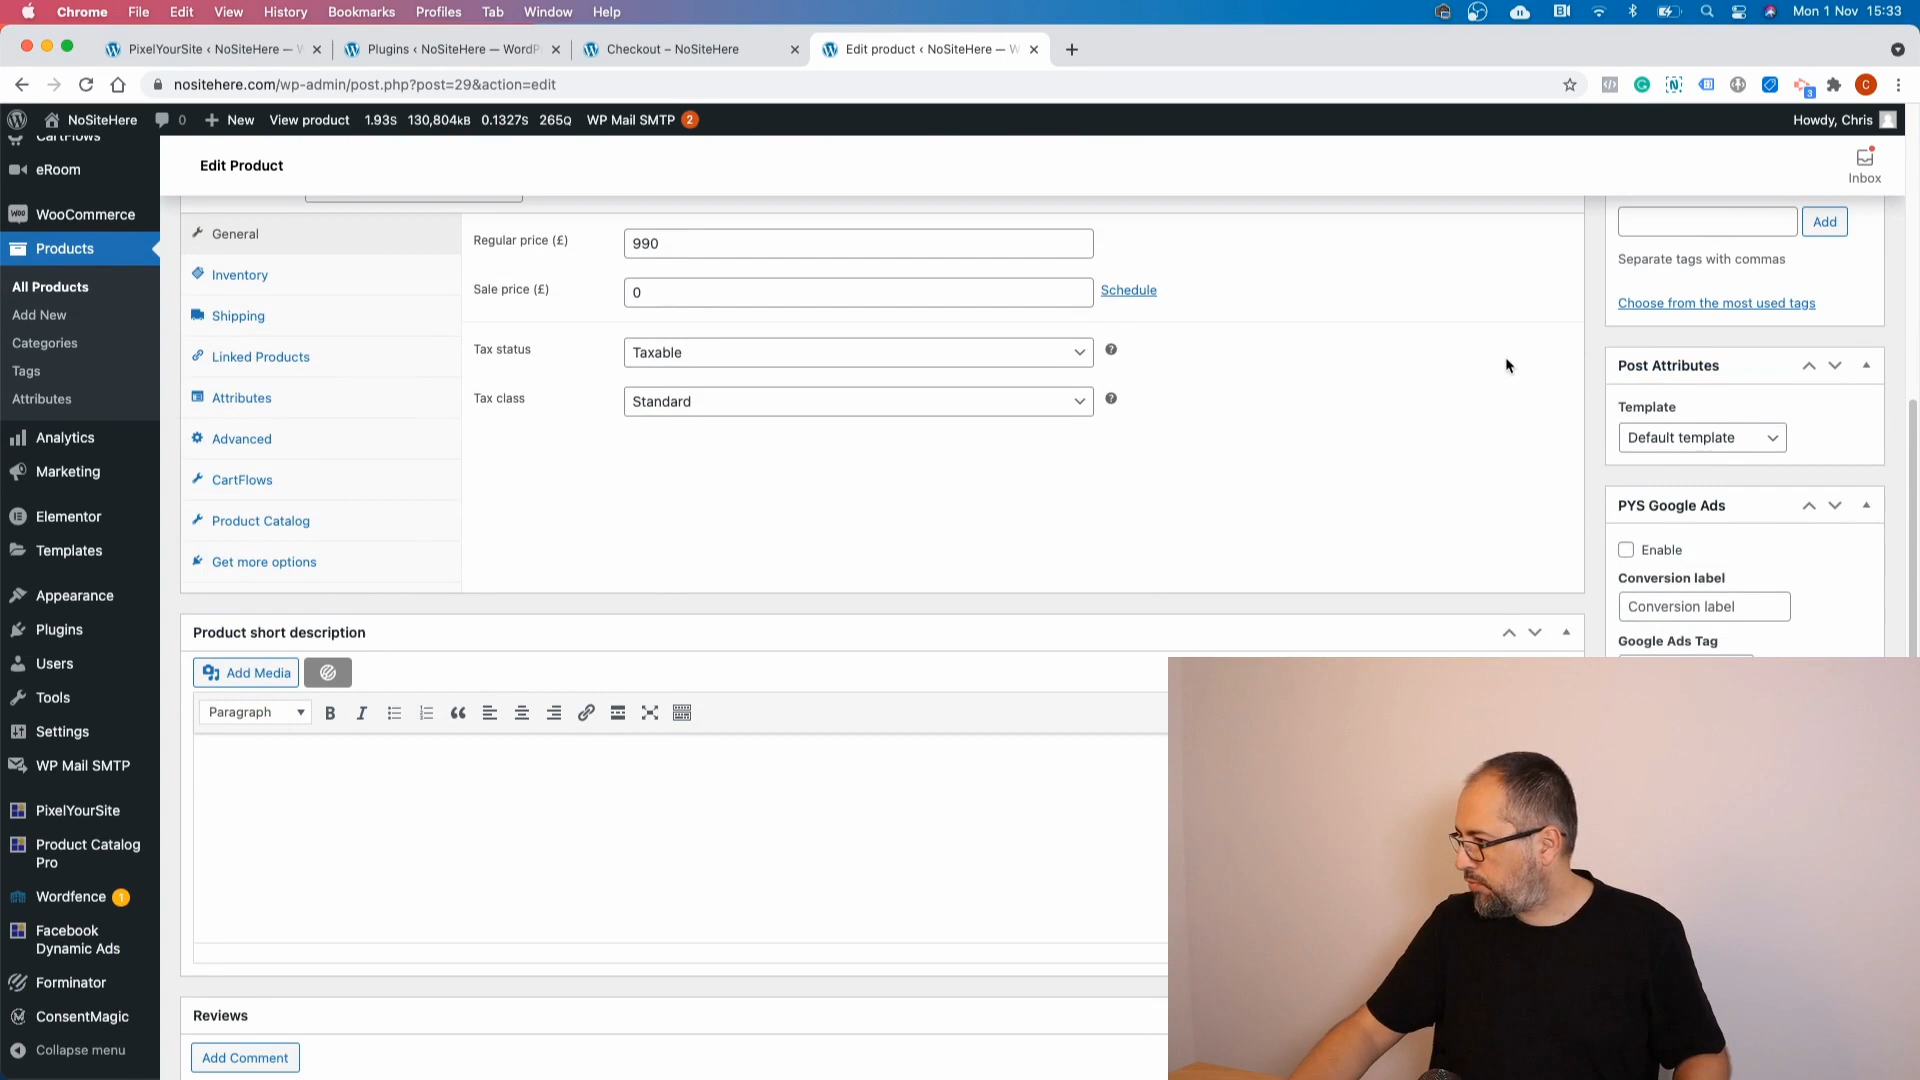 Chrome File Edit View History Bookmarks Profiles Tab Window Help Mon 1 Nov 15:33
PixelYourSite ‹ NoSiteHere — W
Plugins ‹ NoSiteHere — WordP
Checkout – NoSiteHere
Edit product ‹ NoSiteHere — W
nositehere.com/wp-admin/post.php?post=29&action=edit
NoSiteHere 0 New View product 1.93s 130,804kB 0.1327s 265Q WP Mail SMTP 2 Howdy, Chris
CartFlows
eRoom
WooCommerce
Products
All Products
Add New
Categories
Tags
Attributes
Analytics
Marketing
Elementor
Templates
Appearance
Plugins
Users
Tools
Settings
WP Mail SMTP
PixelYourSite
Product Catalog
Pro
Wordfence 1
Facebook
Dynamic Ads
Forminator
ConsentMagic
Collapse menu
Edit Product
Inbox
General
Inventory
Shipping
Linked Products
Attributes
Advanced
CartFlows
Product Catalog
Get more options
Regular price (£) 990
Sale price (£) 0 Schedule
Tax status Taxable
Tax class Standard
Product short description
Add Media
Paragraph
Reviews
Add Comment
Add
Separate tags with commas
Choose from the most used tags
Post Attributes
Template
Default template
PYS Google Ads
Enable
Conversion label
Conversion label
Google Ads Tag